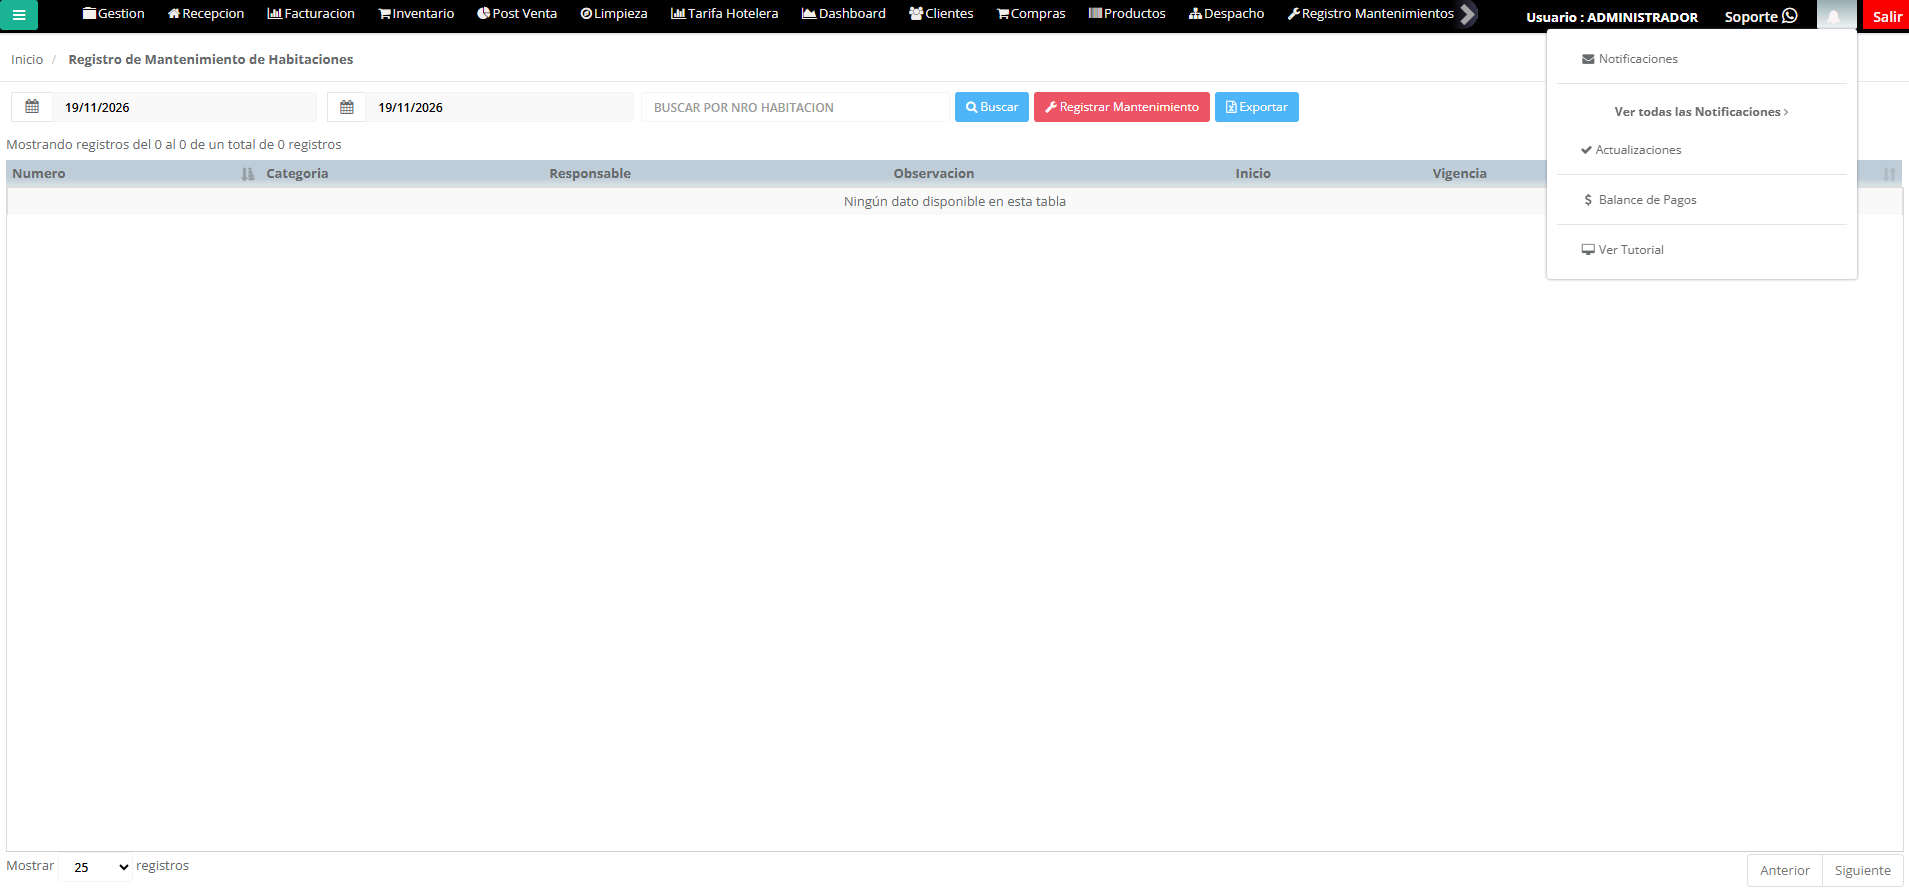 Gestion Recepcion Facturacion Inventario Post Venta Limpieza Tarifa Hotelera Dashboard Clientes Compras Productos Despacho Registro Mantenimientos Usuario : ADMINISTRADOR Soporte Salir
Inicio / Registro de Mantenimiento de Habitaciones
19/11/2026 19/11/2026 BUSCAR POR NRO HABITACION Buscar Registrar Mantenimiento Exportar
Mostrando registros del 0 al 0 de un total de 0 registros
Numero Categoria Responsable Observacion Inicio Vigencia
Ningún dato disponible en esta tabla
Notificaciones
Ver todas las Notificaciones ›
Actualizaciones
Balance de Pagos
Ver Tutorial
Mostrar 25 registros
Anterior Siguiente